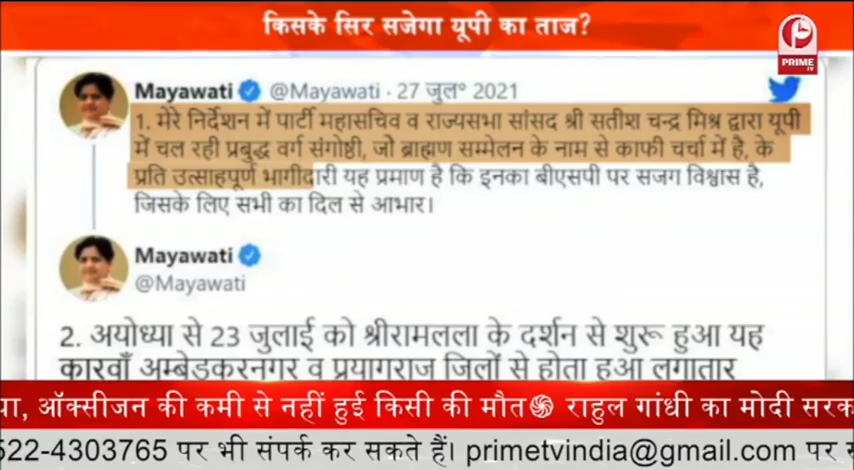 किसके सिर सजेगा यूपी का ताज?
PRIME
TV
Mayawati @Mayawati · 27 जुल॰ 2021
1. मेरे निर्देशन में पार्टी महासचिव व राज्यसभा सांसद श्री सतीश चन्द्र मिश्र द्वारा यूपी
में चल रही प्रबुद्ध वर्ग संगोष्ठी, जो ब्राह्मण सम्मेलन के नाम से काफी चर्चा में है, के
प्रति उत्साहपूर्ण भागीदारी यह प्रमाण है कि इनका बीएसपी पर सजग विश्वास है,
जिसके लिए सभी का दिल से आभार।
Mayawati
@Mayawati
2. अयोध्या से 23 जुलाई को श्रीरामलला के दर्शन से शुरू हुआ यह
कारवाँ अम्बेडकरनगर व प्रयागराज जिलों से होता हुआ लगातार
ऑक्सीजन की कमी से नहीं हुई किसी की मौत राहुल गांधी का मोदी सरक
522-4303765 पर भी संपर्क कर सकते हैं। primetvindia@gmail.com पर